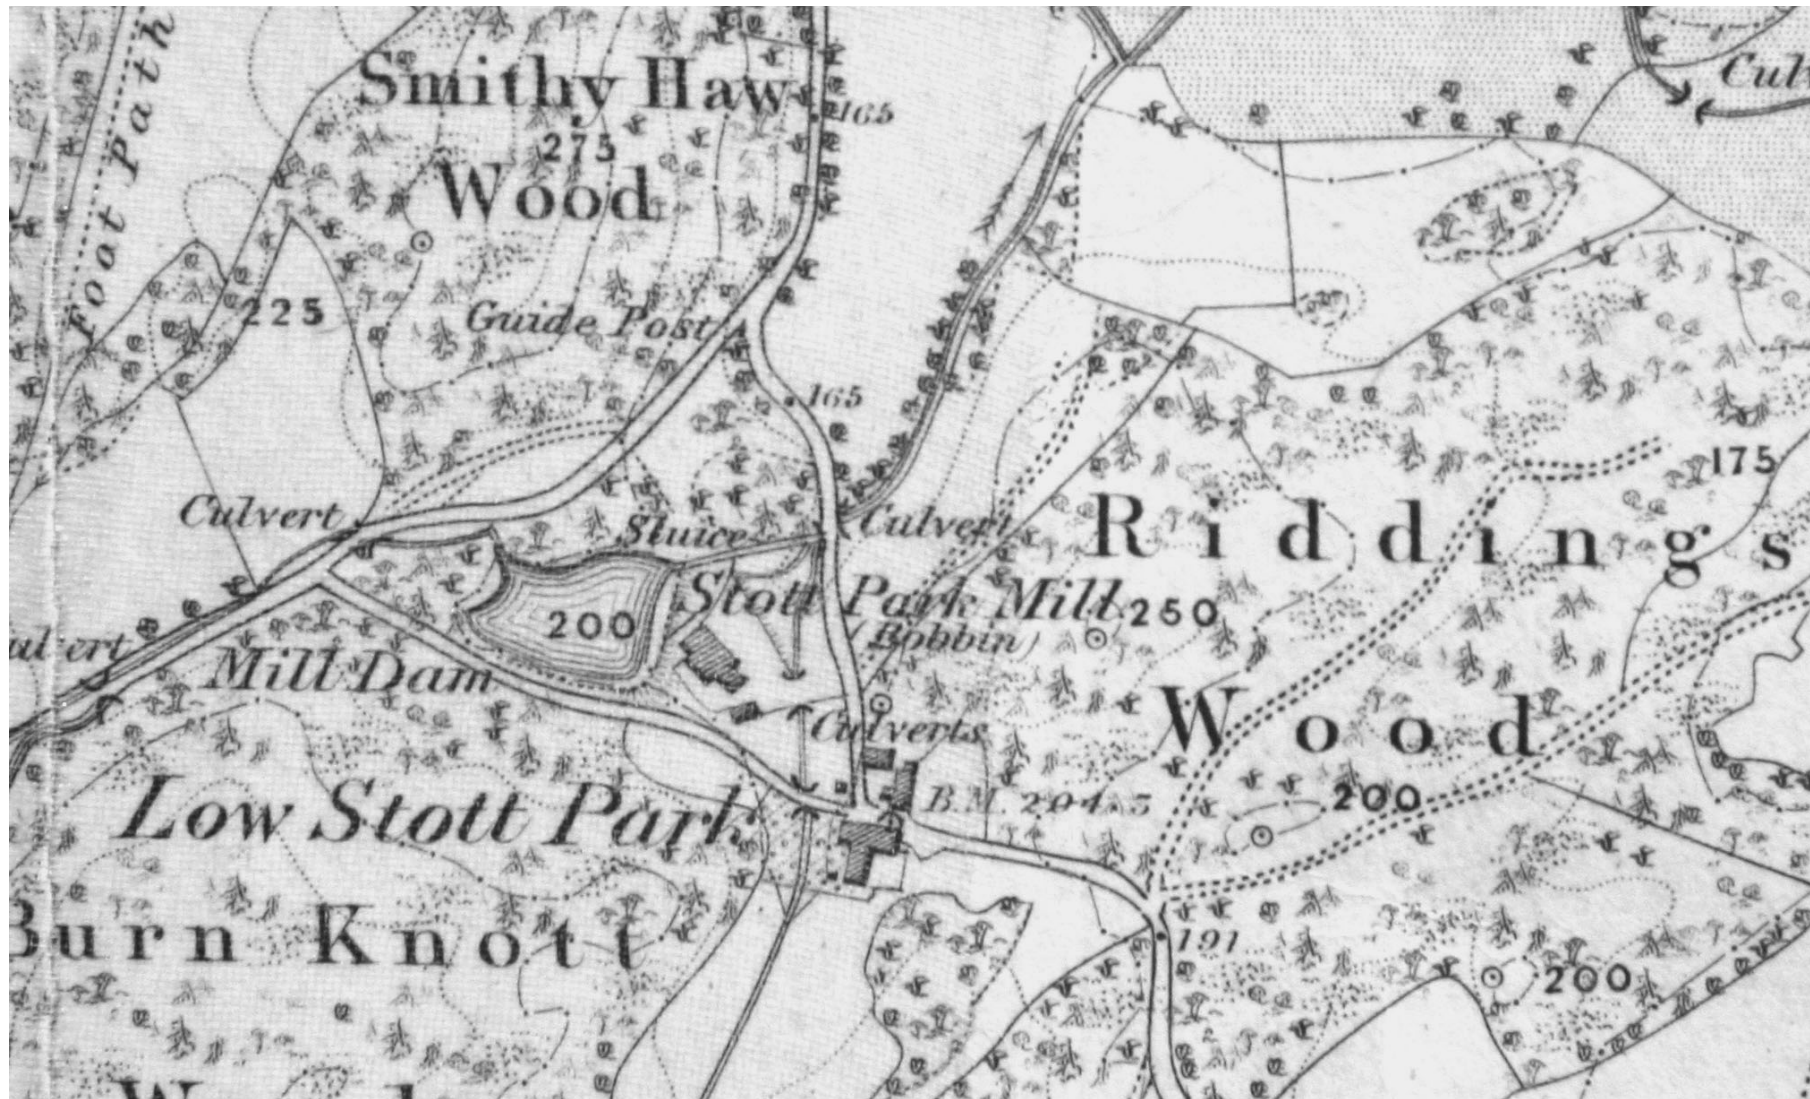 Foot Path
Smithy Haw
275
Wood
165
225
Guide Post
165
175
Culvert
Sluice
Culvert
Riddings
Stott Park Mill
(Bobbin)
250
200
Mill Dam
Culverts
Wood
200
Low Stott Park
B.M. 204.5
Burn Knott
191
200